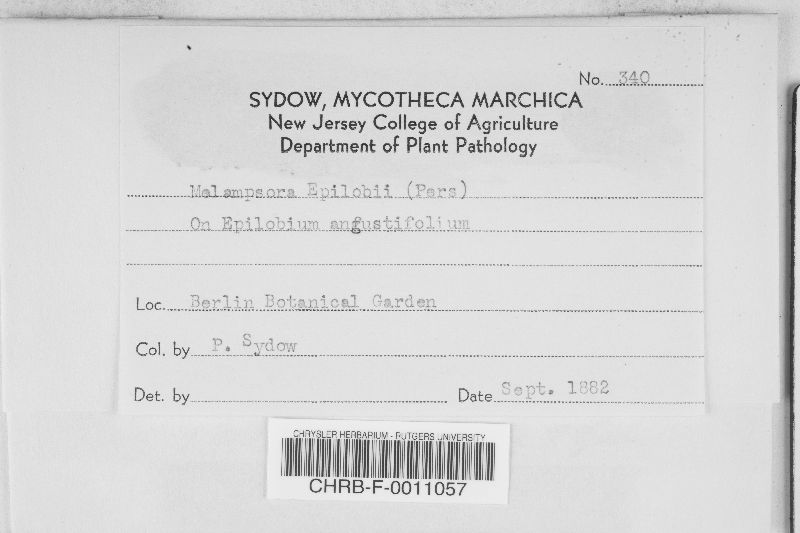 No. 340
SYDOW, MYCOTHECA MARCHICA
New Jersey College of Agriculture
Department of Plant Pathology
Melampsora Epilobii (Pers)
On Epilobium angustifolium
Loc. Berlin Botanical Garden
Col. by P. Sydow
Det. by Date Sept. 1882
CHRYSLER HERBARIUM - RUTGERS UNIVERSITY
CHRB-F-0011057